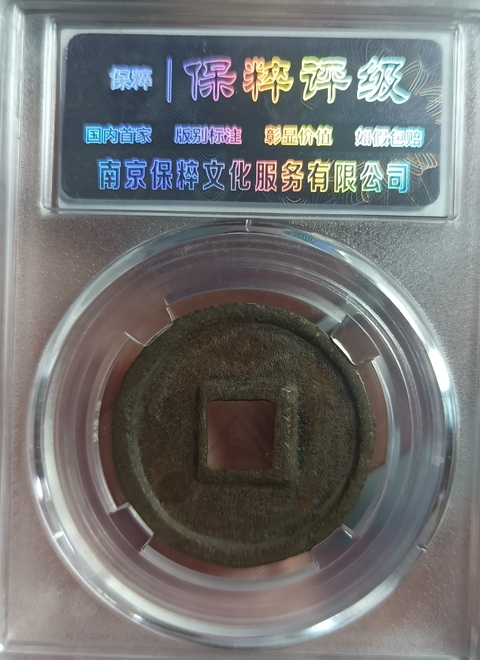 保粹 保粹评级
国内首家 版别标注 彰显价值 如假包赔
南京保粹文化服务有限公司